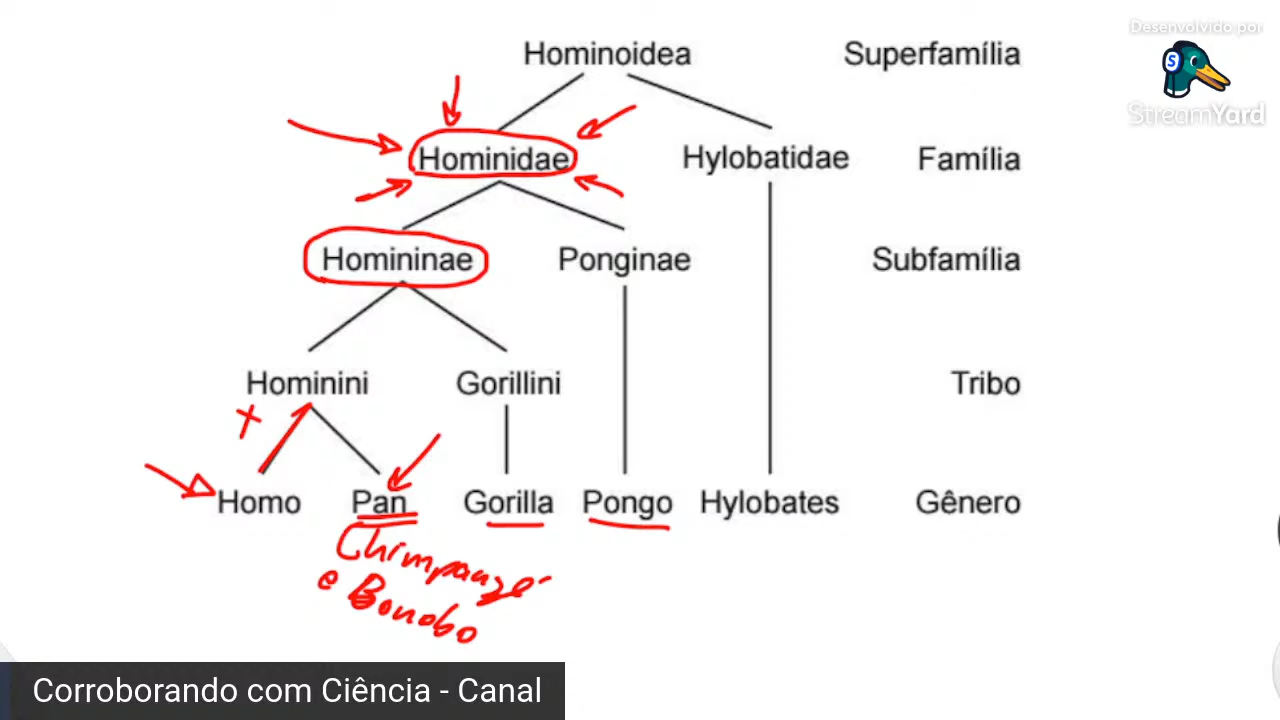 Desenvolvido por
StreamYard
Hominoidea Superfamília
Hominidae Hylobatidae Família
Homininae Ponginae Subfamília
Hominini Gorillini Tribo
Homo Pan Gorilla Pongo Hylobates Gênero
Chimpanzé
e Bonobo
Corroborando com Ciência - Canal